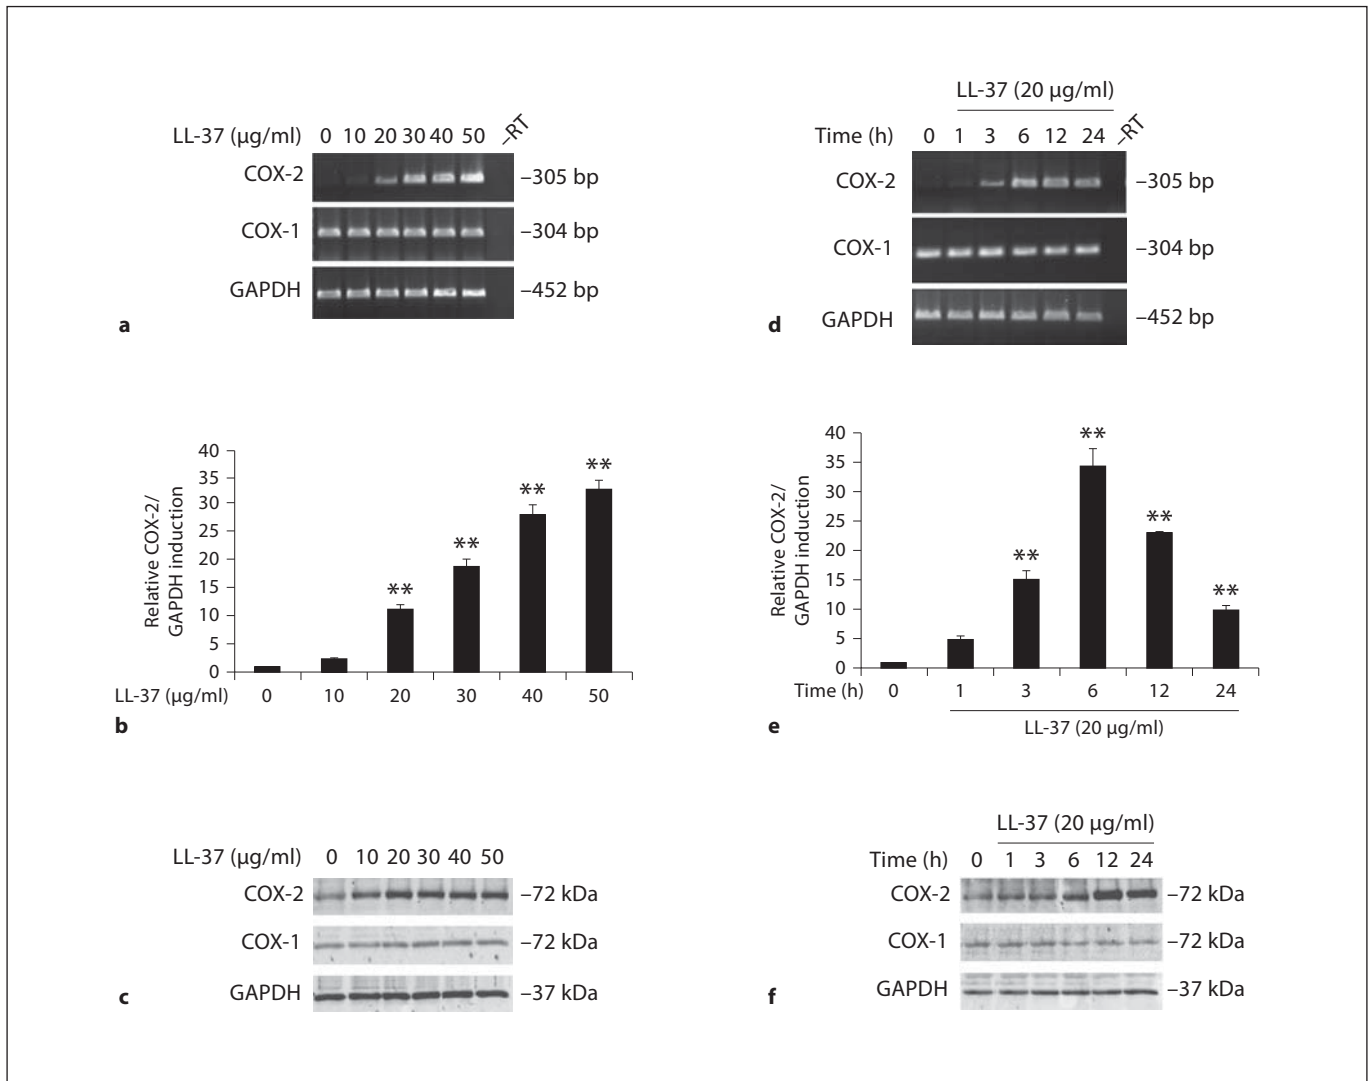 LL-37 (µg/ml) 0 10 20 30 40 50 –RT
COX-2 –305 bp
COX-1 –304 bp
GAPDH –452 bp
a
40
35
30
25
20
15
10
5
0
Relative COX-2/
GAPDH induction
** ** ** **
LL-37 (µg/ml) 0 10 20 30 40 50
b
LL-37 (µg/ml) 0 10 20 30 40 50
COX-2 –72 kDa
COX-1 –72 kDa
GAPDH –37 kDa
c
LL-37 (20 µg/ml)
Time (h) 0 1 3 6 12 24 –RT
COX-2 –305 bp
COX-1 –304 bp
GAPDH –452 bp
d
40
35
30
25
20
15
10
5
0
Relative COX-2/
GAPDH induction
** ** ** **
Time (h) 0 1 3 6 12 24
LL-37 (20 µg/ml)
e
LL-37 (20 µg/ml)
Time (h) 0 1 3 6 12 24
COX-2 –72 kDa
COX-1 –72 kDa
GAPDH –37 kDa
f